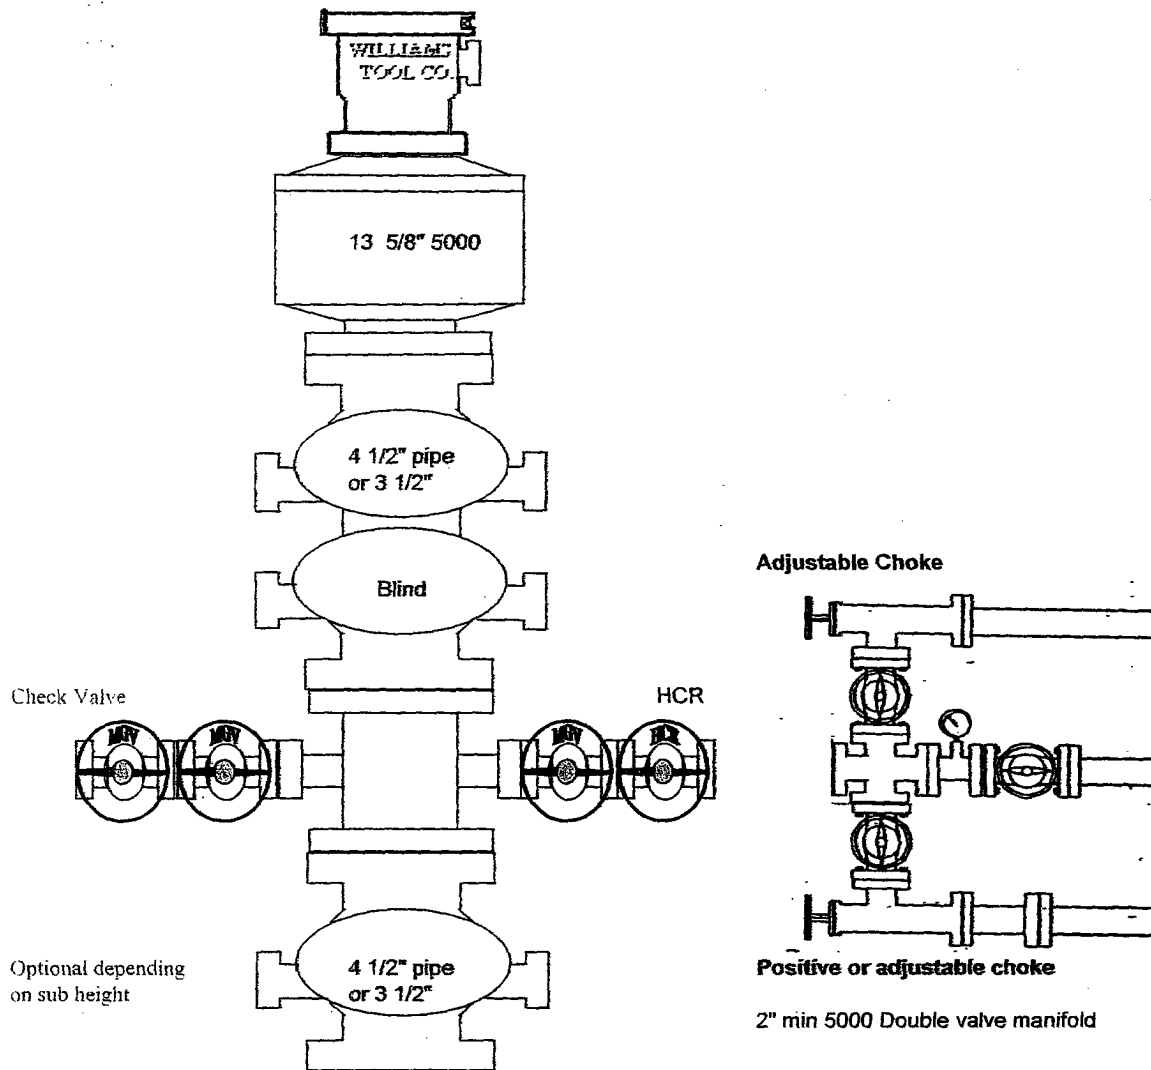 WILLIAMS
TOOL CO.
13 5/8" 5000
4 1/2" pipe
or 3 1/2"
Blind
Adjustable Choke
Check Valve
HCR
MGV
MGV
MGV
HCR
Optional depending
on sub height
4 1/2" pipe
or 3 1/2"
Positive or adjustable choke
2" min 5000 Double valve manifold